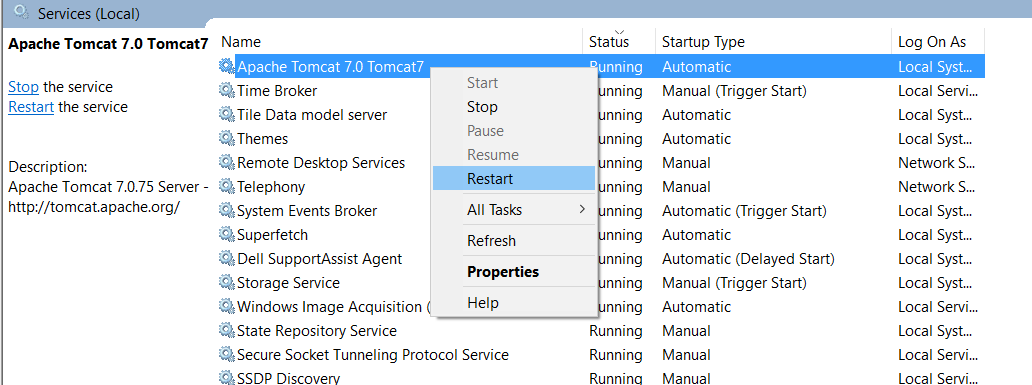 Services (Local)
Apache Tomcat 7.0 Tomcat7
Stop the service
Restart the service
Description:
Apache Tomcat 7.0.75 Server -
http://tomcat.apache.org/
Name Status Startup Type Log On As
Apache Tomcat 7.0 Tomcat7 Running Automatic Local Syst...
Time Broker unning Manual (Trigger Start) Local Servi...
Tile Data model server unning Automatic Local Syst...
Themes unning Automatic Local Syst...
Remote Desktop Services unning Manual Network S...
Telephony unning Manual Network S...
System Events Broker unning Automatic (Trigger Start) Local Syst...
Superfetch unning Automatic Local Syst...
Dell SupportAssist Agent unning Automatic (Delayed Start) Local Syst...
Storage Service unning Manual (Trigger Start) Local Syst...
Windows Image Acquisition ( unning Automatic Local Servi...
State Repository Service Running Manual Local Syst...
Secure Socket Tunneling Protocol Service Running Manual Local Servi...
SSDP Discovery Running Manual Local Servi...
Start
Stop
Pause
Resume
Restart
All Tasks
Refresh
Properties
Help